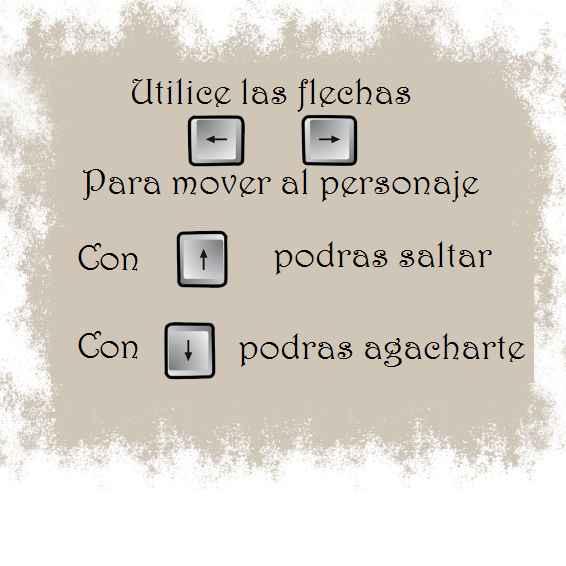 Utilice las flechas
← →
Para mover al personaje
Con ↑ podras saltar
Con ↓ podras agacharte